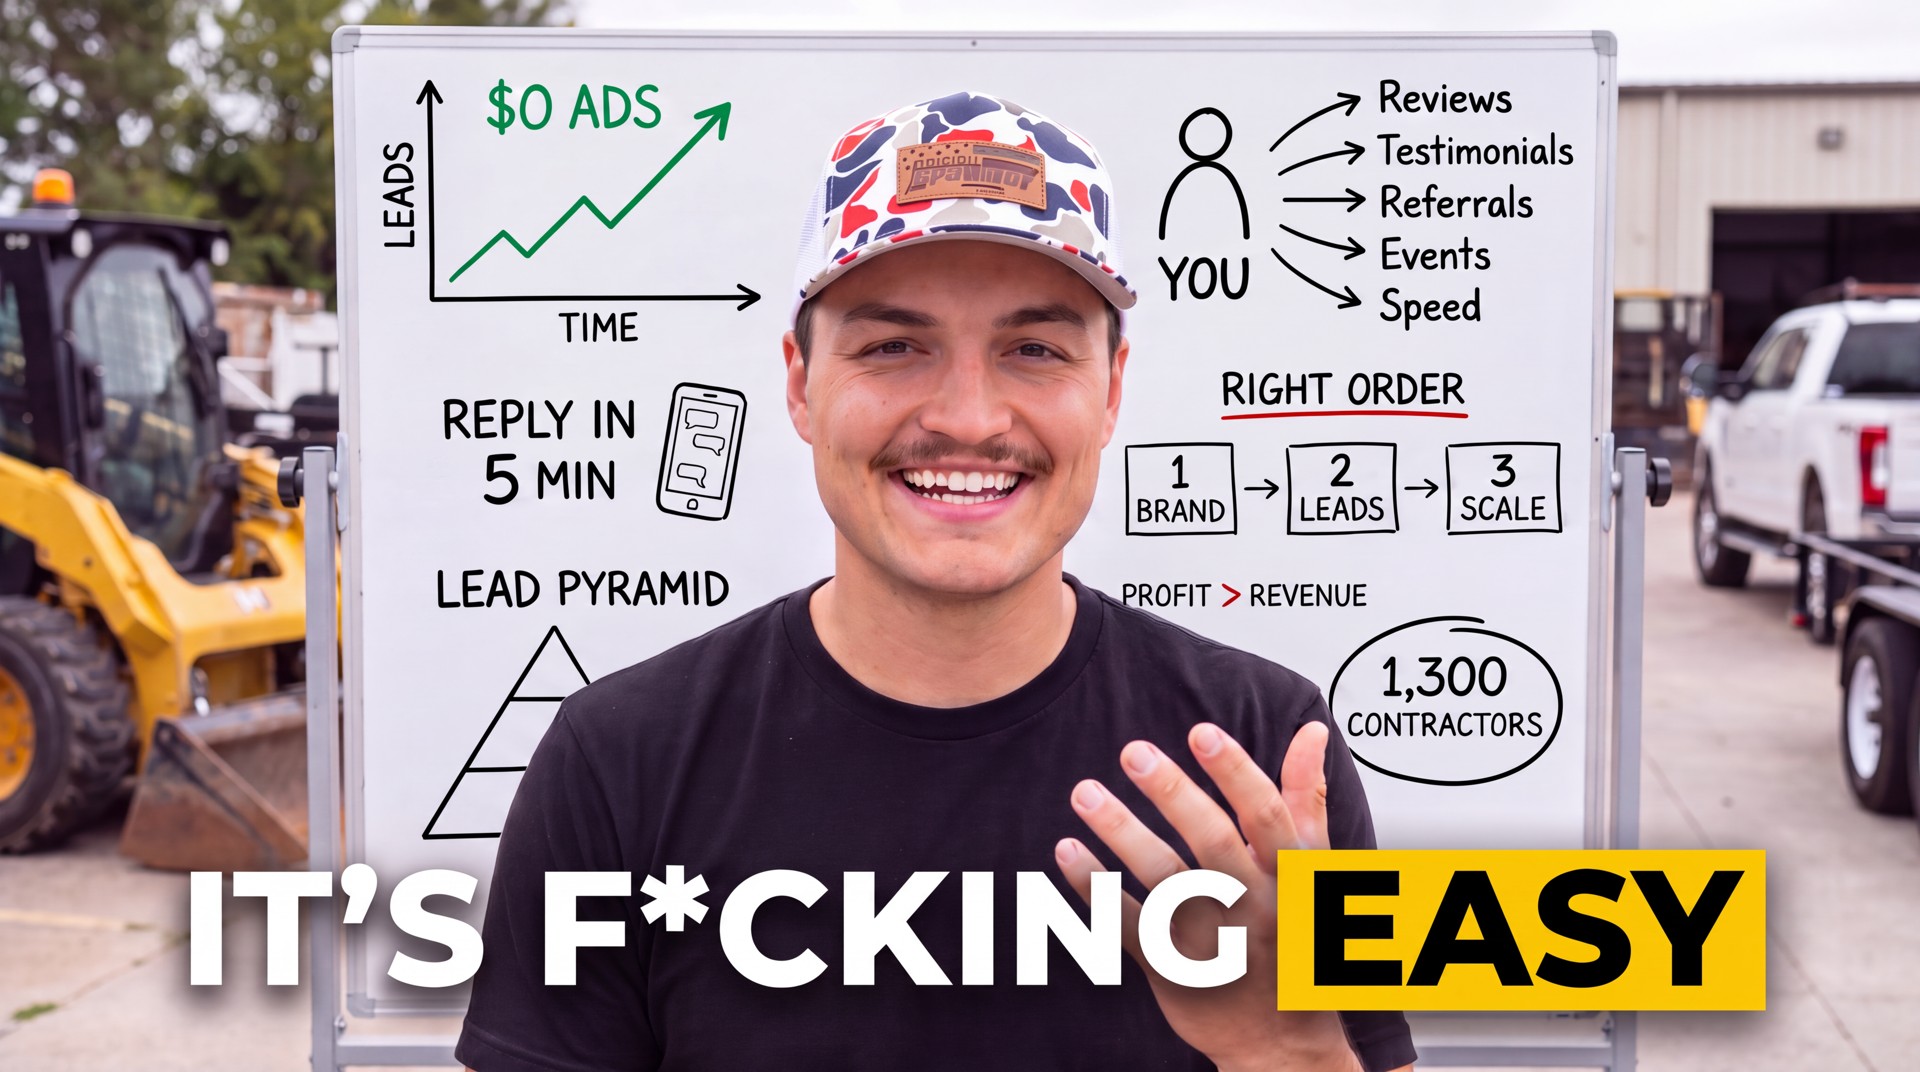 $0 ADS
LEADS
TIME
REPLY IN
5 MIN
LEAD PYRAMID
YOU
Reviews
Testimonials
Referrals
Events
Speed
RIGHT ORDER
1
BRAND
2
LEADS
3
SCALE
PROFIT > REVENUE
1,300
CONTRACTORS
IT'S F*CKING EASY